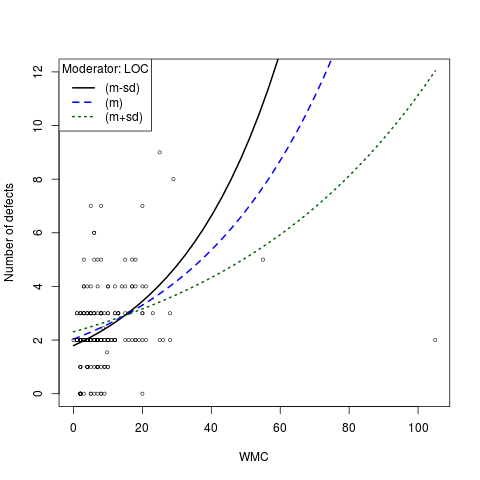 Moderator: LOC
(m-sd)
(m)
(m+sd)
Number of defects
12
10
8
6
4
2
0
0 20 40 60 80 100
WMC